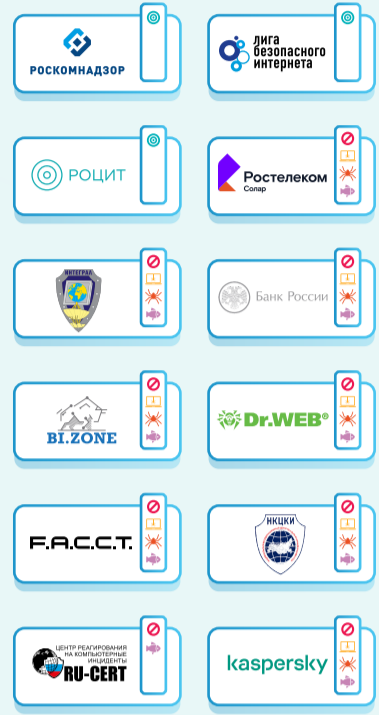 РОСКОМНАДЗОР
лига
безопасного
интернета
РОЦИТ
Ростелеком
Солар
ИНТЕГРАЛ
Банк России
BI.ZONE
Dr.WEB®
F.A.C.C.T.
НКЦКИ
ЦЕНТР РЕАГИРОВАНИЯ
НА КОМПЬЮТЕРНЫЕ
ИНЦИДЕНТЫ
RU-CERT
kaspersky